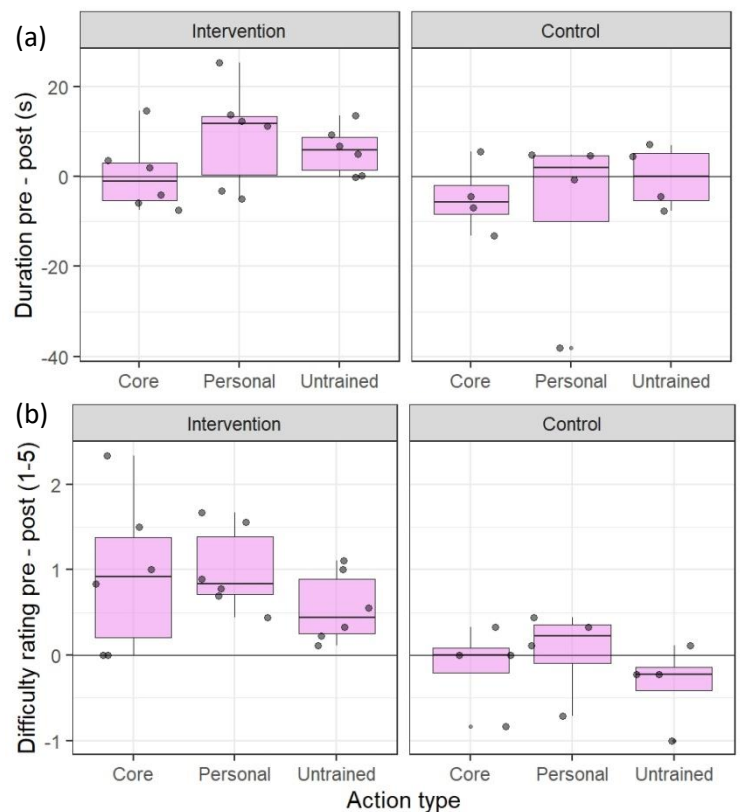 (a)
Intervention
Control
Duration pre - post (s)
20
0
-20
-40
Core Personal Untrained
Core Personal Untrained
(b)
Intervention
Control
Difficulty rating pre - post (1-5)
2
1
0
-1
Core Personal Untrained
Core Personal Untrained
Action type